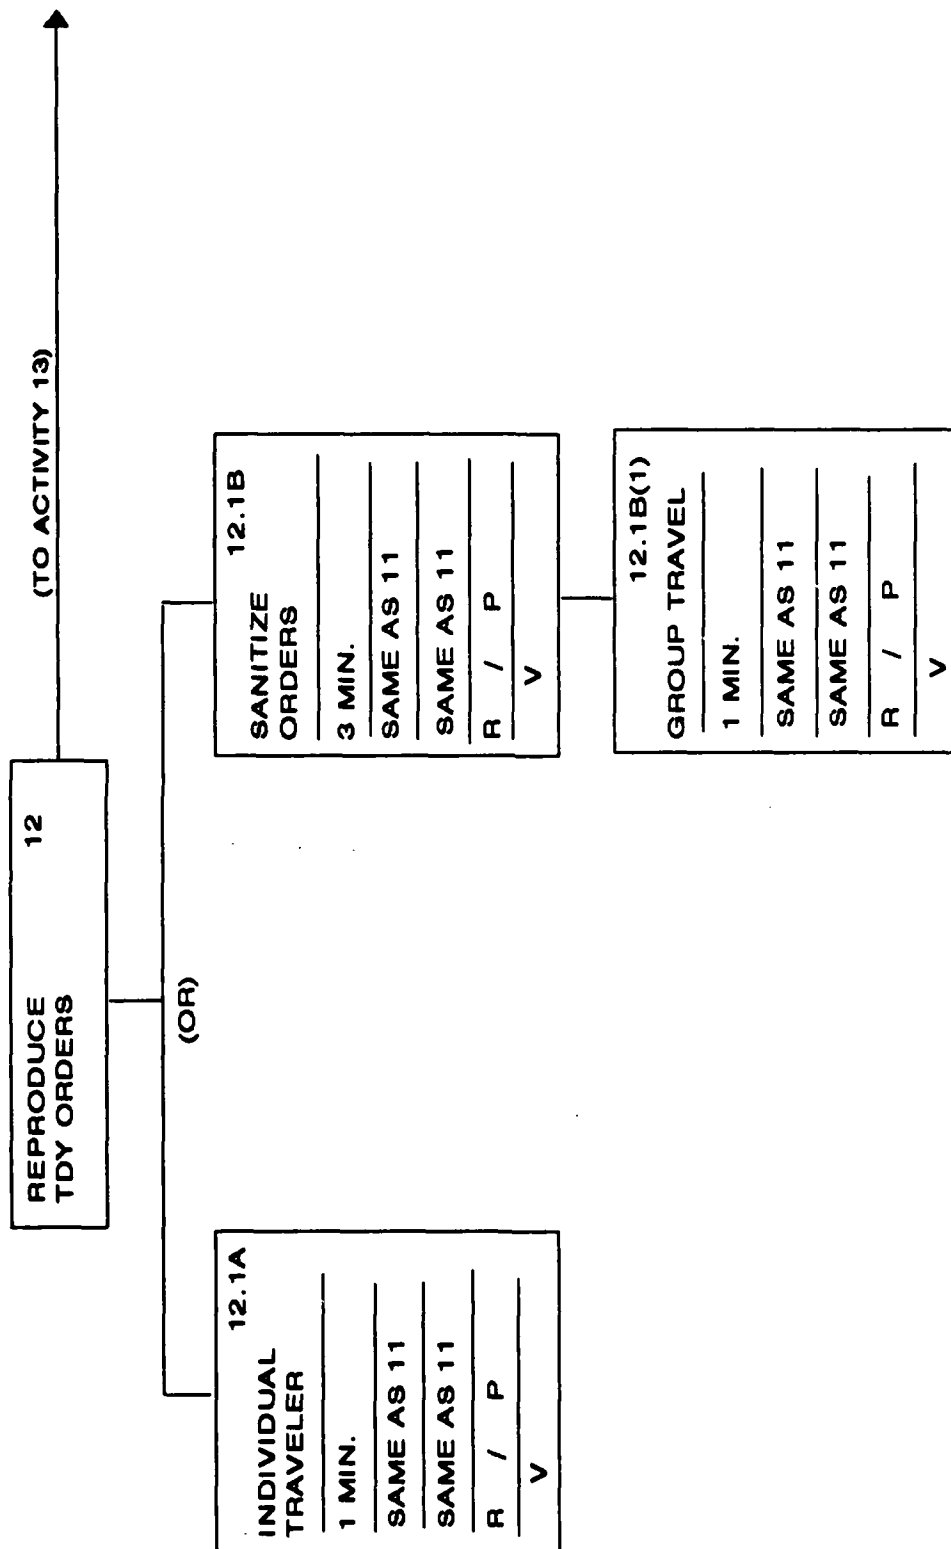 REPRODUCE 12
TDY ORDERS
(TO ACTIVITY 13)
(OR)
12.1A
INDIVIDUAL
TRAVELER
1 MIN.
SAME AS 11
SAME AS 11
R / P
V
12.1B
SANITIZE
ORDERS
3 MIN.
SAME AS 11
SAME AS 11
R / P
V
12.1B(1)
GROUP TRAVEL
1 MIN.
SAME AS 11
SAME AS 11
R / P
V